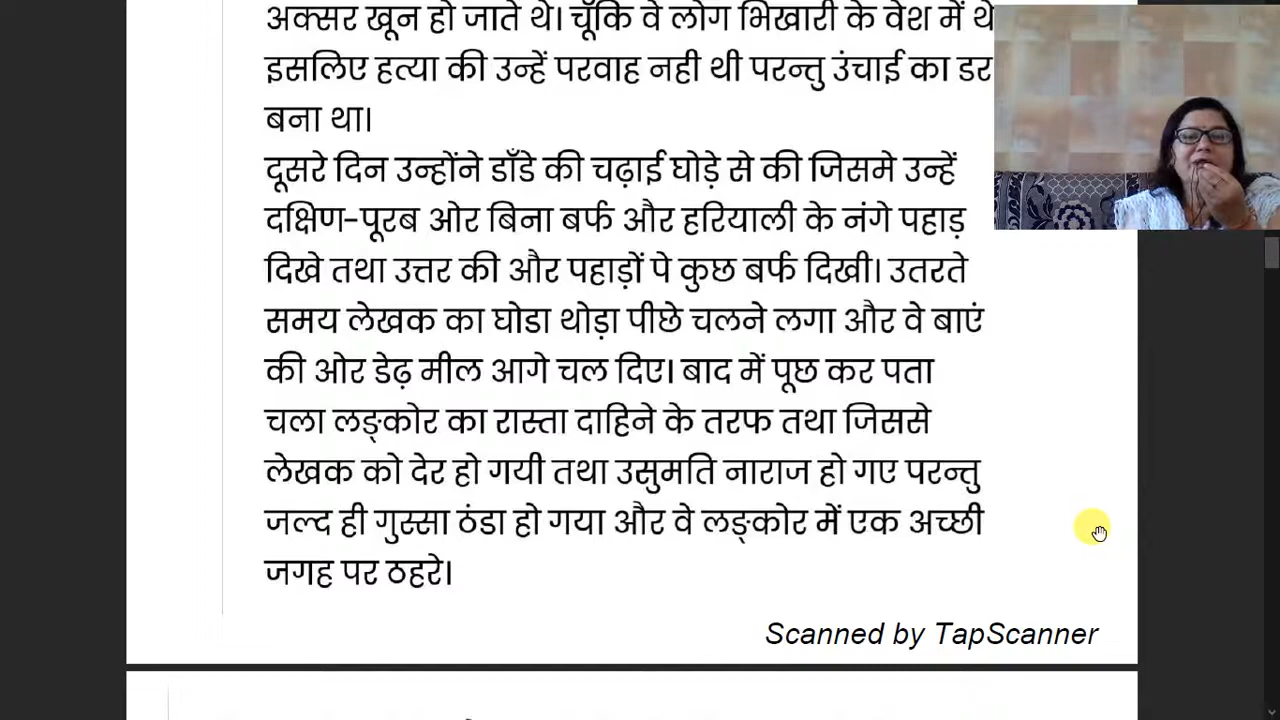 अक्सर खून हो जाते थे। चूँकि वे लोग भिखारी के वेश में थे
इसलिए हत्या की उन्हें परवाह नही थी परन्तु उंचाई का डर
बना था।
दूसरे दिन उन्होंने डाँडे की चढ़ाई घोड़े से की जिसमे उन्हें
दक्षिण-पूरब ओर बिना बर्फ और हरियाली के नंगे पहाड़
दिखे तथा उत्तर की और पहाड़ों पे कुछ बर्फ दिखी। उतरते
समय लेखक का घोडा थोड़ा पीछे चलने लगा और वे बाएं
की ओर डेढ़ मील आगे चल दिए। बाद में पूछ कर पता
चला लङ्कोर का रास्ता दाहिने के तरफ तथा जिससे
लेखक को देर हो गयी तथा उसुमति नाराज हो गए परन्तु
जल्द ही गुस्सा ठंडा हो गया और वे लङ्कोर में एक अच्छी
जगह पर ठहरे।
Scanned by TapScanner